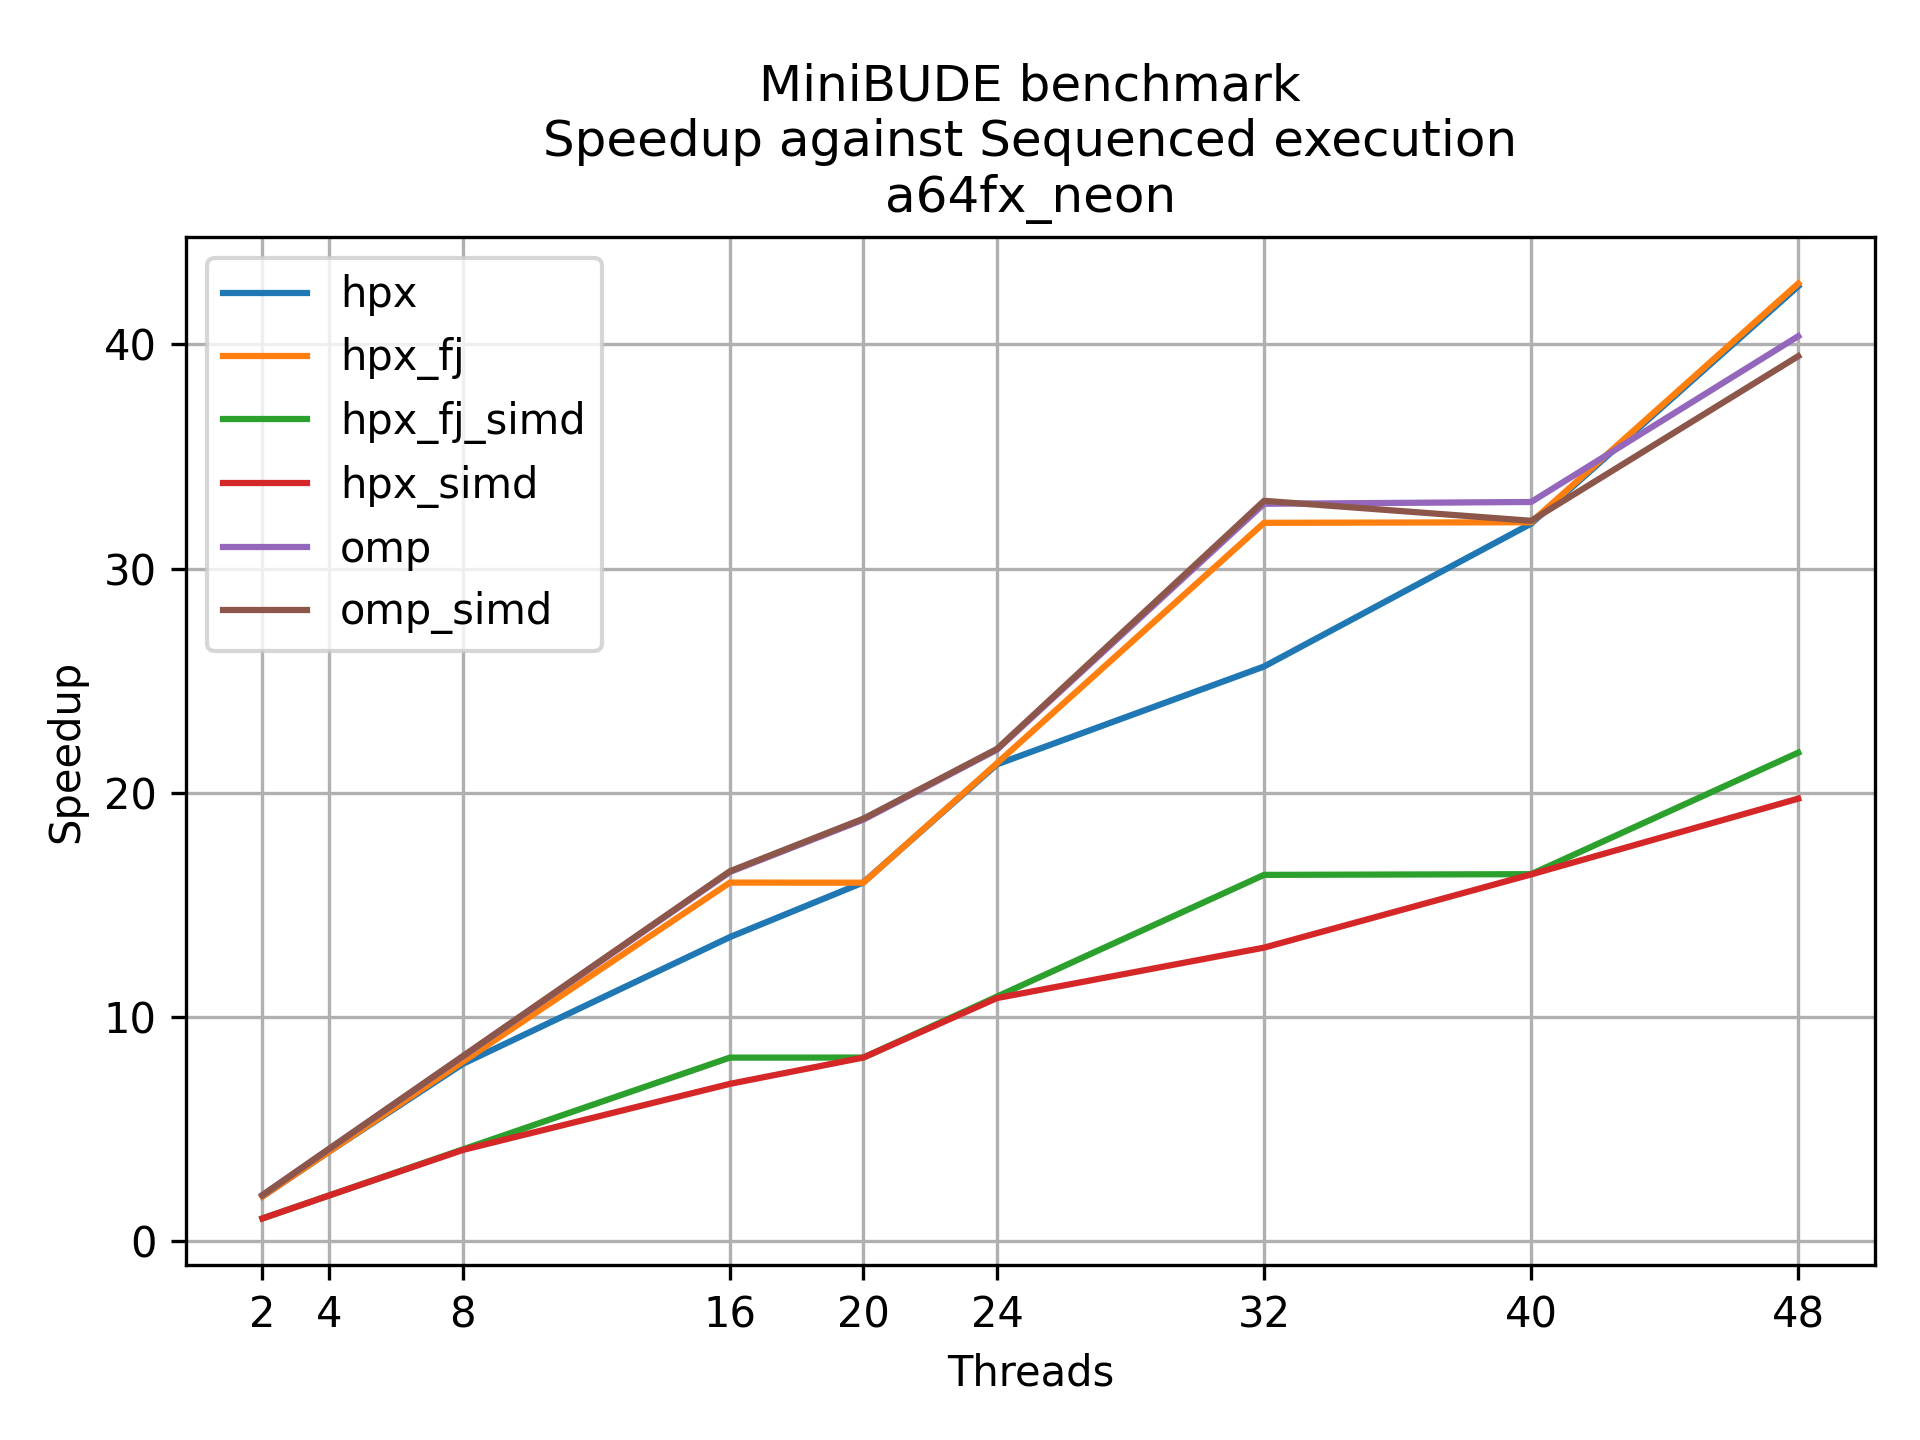 MiniBUDE benchmark
Speedup against Sequenced execution
a64fx_neon
hpx
hpx_fj
hpx_fj_simd
hpx_simd
omp
omp_simd
Speedup
40
30
20
10
0
2 4 8 16 20 24 32 40 48
Threads